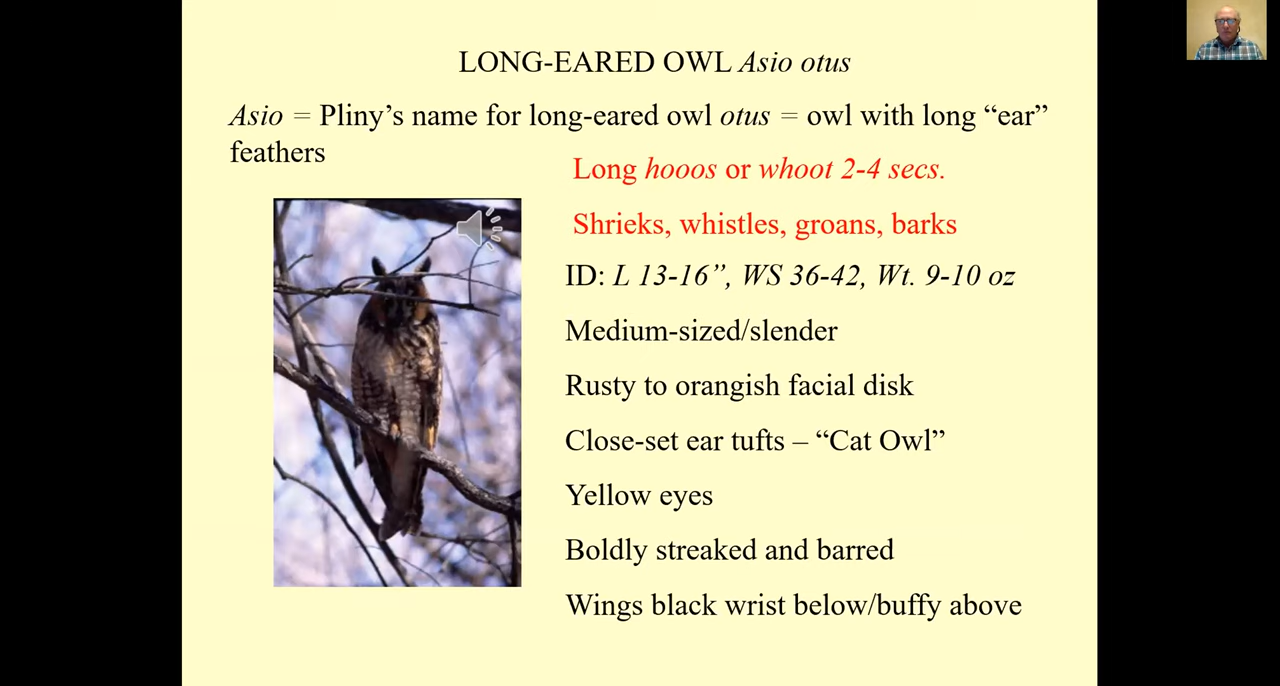 LONG-EARED OWL Asio otus
Asio = Pliny’s name for long-eared owl otus = owl with long “ear”
feathers
Long hooos or whoot 2-4 secs.
Shrieks, whistles, groans, barks
ID: L 13-16”, WS 36-42, Wt. 9-10 oz
Medium-sized/slender
Rusty to orangish facial disk
Close-set ear tufts – “Cat Owl”
Yellow eyes
Boldly streaked and barred
Wings black wrist below/buffy above